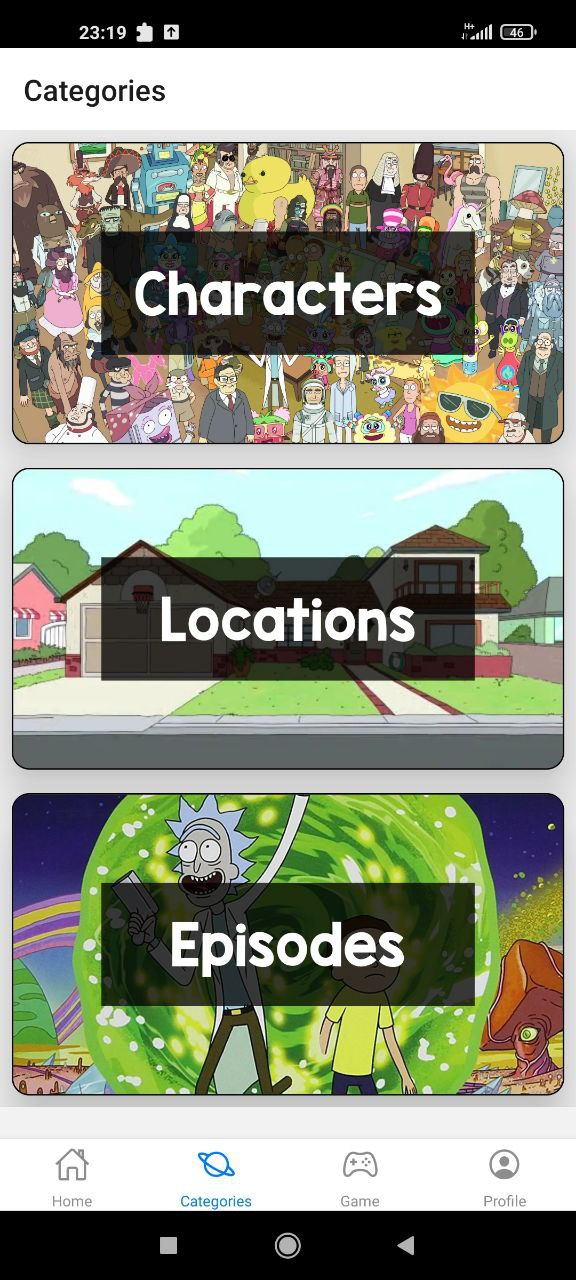 23:19
H+
46
Categories
Characters
Locations
Episodes
Home
Categories
Game
Profile